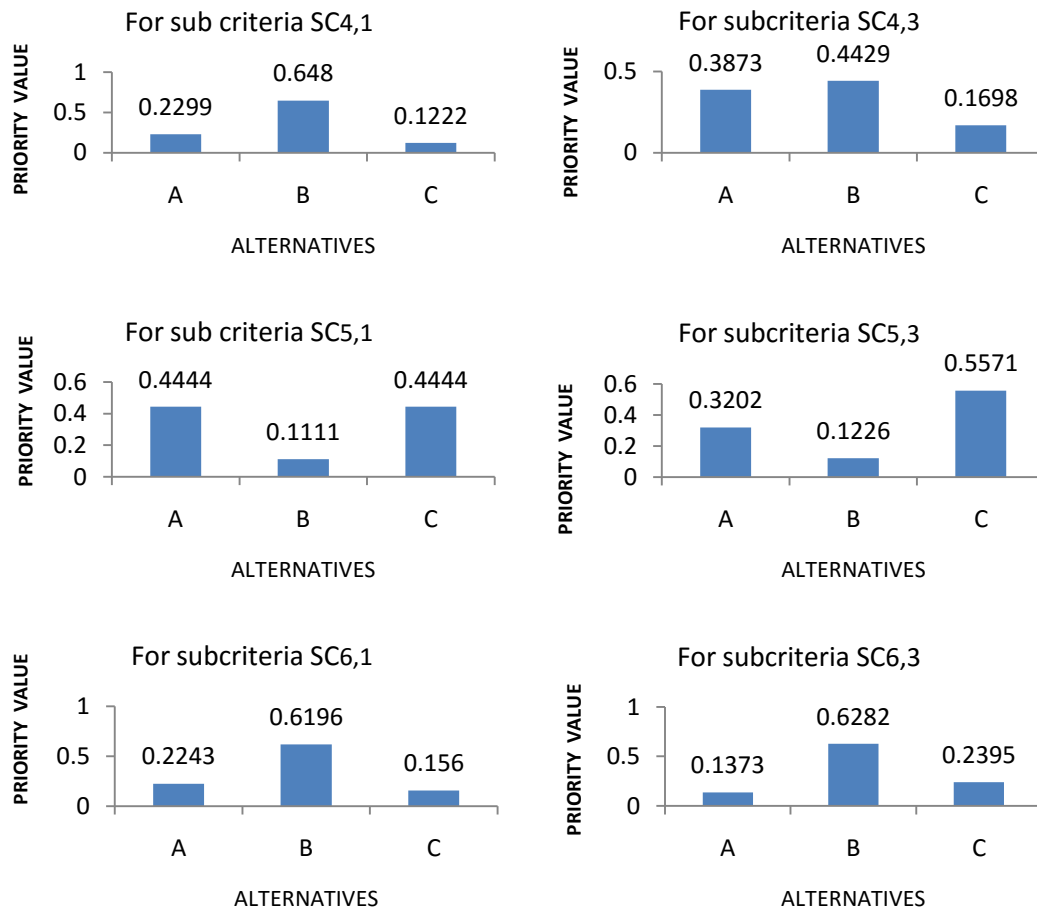 For sub criteria SC4,1
PRIORITY VALUE
1
0.5
0
0.2299
0.648
0.1222
A B C
ALTERNATIVES
For subcriteria SC4,3
PRIORITY VALUE
0.5
0
0.3873
0.4429
0.1698
A B C
ALTERNATIVES
For sub criteria SC5,1
PRIORITY VALUE
0.6
0.4
0.2
0
0.4444
0.1111
0.4444
A B C
ALTERNATIVES
For subcriteria SC5,3
PRIORITY VALUE
0.6
0.4
0.2
0
0.3202
0.1226
0.5571
A B C
ALTERNATIVES
For subcriteria SC6,1
PRIORITY VALUE
1
0.5
0
0.2243
0.6196
0.156
A B C
ALTERNATIVES
For subcriteria SC6,3
PRIORITY VALUE
1
0.5
0
0.1373
0.6282
0.2395
A B C
ALTERNATIVES